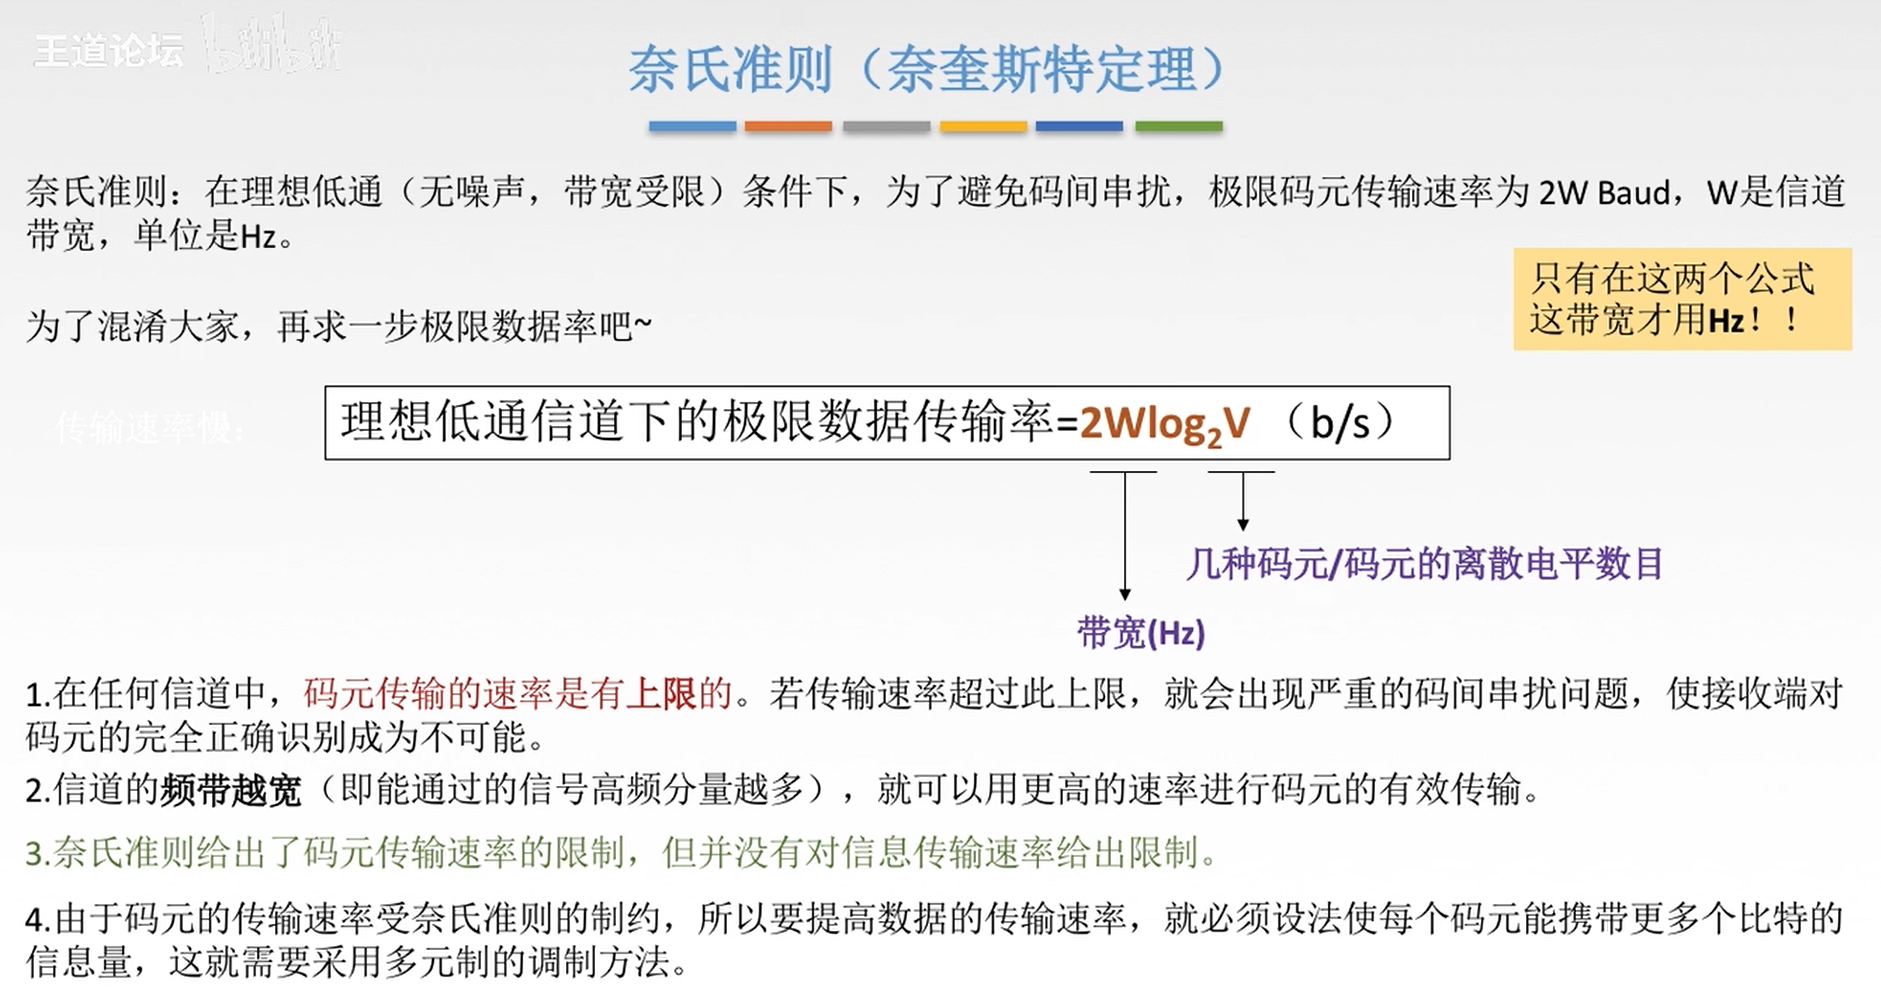 王道论坛 bilibili
奈氏准则（奈奎斯特定理）
奈氏准则：在理想低通（无噪声，带宽受限）条件下，为了避免码间串扰，极限码元传输速率为 2W Baud，W是信道
带宽，单位是Hz。
只有在这两个公式
这带宽才用Hz！！
为了混淆大家，再求一步极限数据率吧~
传输速率慢：
理想低通信道下的极限数据传输率=2Wlog₂V （b/s）
几种码元/码元的离散电平数目
带宽(Hz)
1.在任何信道中，码元传输的速率是有上限的。若传输速率超过此上限，就会出现严重的码间串扰问题，使接收端对
码元的完全正确识别成为不可能。
2.信道的频带越宽（即能通过的信号高频分量越多），就可以用更高的速率进行码元的有效传输。
3.奈氏准则给出了码元传输速率的限制，但并没有对信息传输速率给出限制。
4.由于码元的传输速率受奈氏准则的制约，所以要提高数据的传输速率，就必须设法使每个码元能携带更多个比特的
信息量，这就需要采用多元制的调制方法。